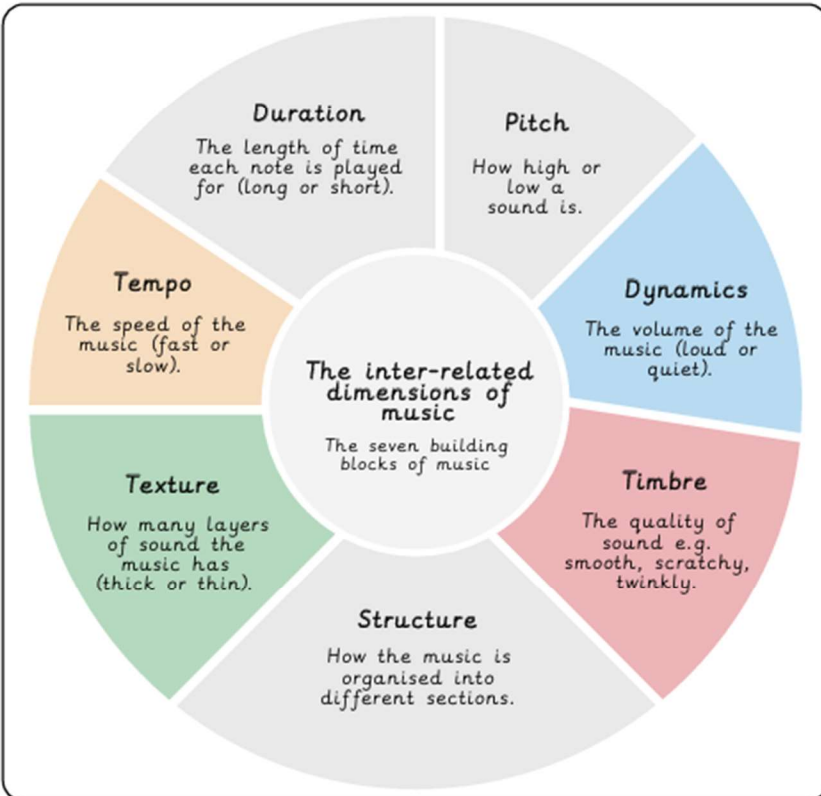 Duration
The length of time
each note is played
for (long or short).
Pitch
How high or
low a
sound is.
Dynamics
The volume of the
music (loud or
quiet).
Timbre
The quality of
sound e.g.
smooth, scratchy,
twinkly.
Structure
How the music is
organised into
different sections.
Texture
How many layers
of sound the
music has
(thick or thin).
Tempo
The speed of the
music (fast or
slow).
The inter-related
dimensions of
music
The seven building
blocks of music